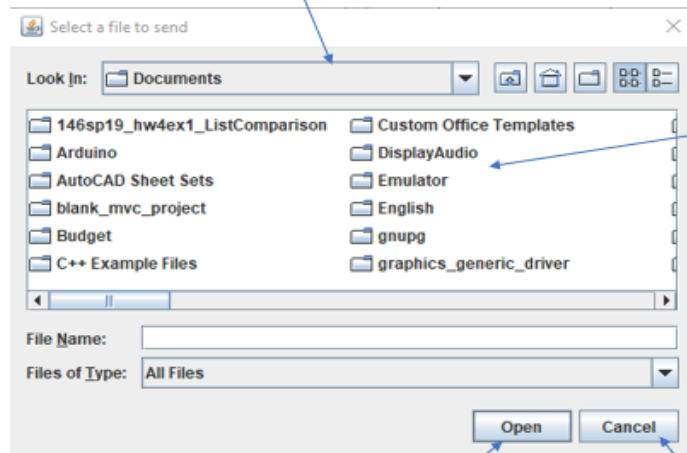 Select a file to send
Look In: Documents
146sp19_hw4ex1_ListComparison Custom Office Templates
Arduino DisplayAudio
AutoCAD Sheet Sets Emulator
blank_mvc_project English
Budget gnupg
C++ Example Files graphics_generic_driver
File Name:
Files of Type: All Files
Open Cancel